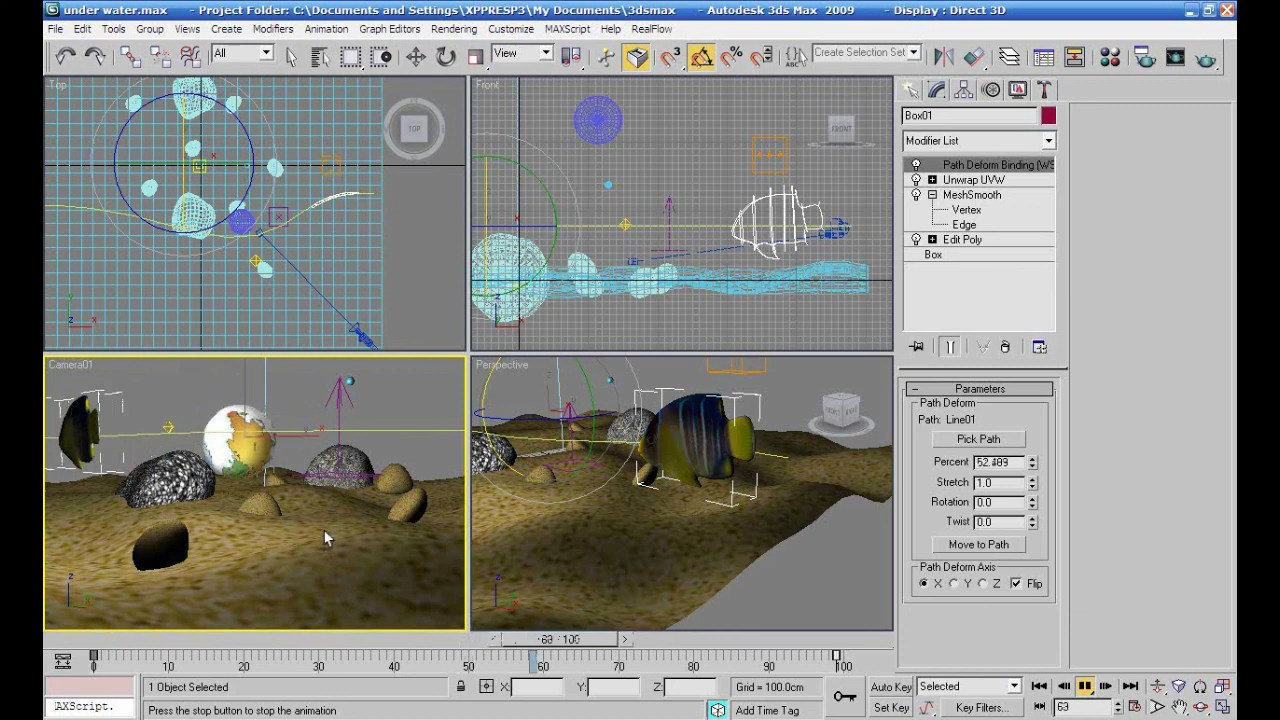 under water.max - Project Folder: C:\Documents and Settings\XPPRESP3\My Documents\3dsmax - Autodesk 3ds Max 2009 - Display : Direct 3D
File Edit Tools Group Views Create Modifiers Animation Graph Editors Rendering Customize MAXScript Help RealFlow
All View 3 % Create Selection Set
Top
TOP
Front
FRONT
Box01
Modifier List
Path Deform Binding [WS
Unwrap UVW
MeshSmooth
Vertex
Edge
Edit Poly
Box
Camera01
Perspective
Parameters
Path Deform
Path: Line01
Pick Path
Percent
Stretch 1.0
Rotation 0.0
Twist 0.0
Move to Path
Path Deform Axis
X Y Z Flip
0 10 20 30 40 50 60 70 80 90 100
1 Object Selected X: Y: Z: Grid = 100.0cm Auto Key Selected
AXScript. Press the stop button to stop the animation Add Time Tag Set Key Key Filters... 63